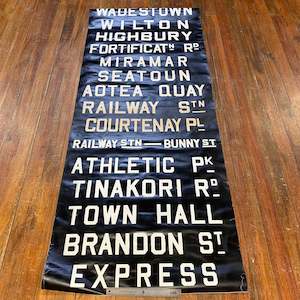 WADESTOWN
WILTON
HIGHBURY
FORTIFICATN RD
MIRAMAR
SEATOUN
AOTEA QUAY
RAILWAY STN
COURTENAY PL
RAILWAY STN — BUNNY ST
ATHLETIC PK
TINAKORI RD
TOWN HALL
BRANDON ST
EXPRESS